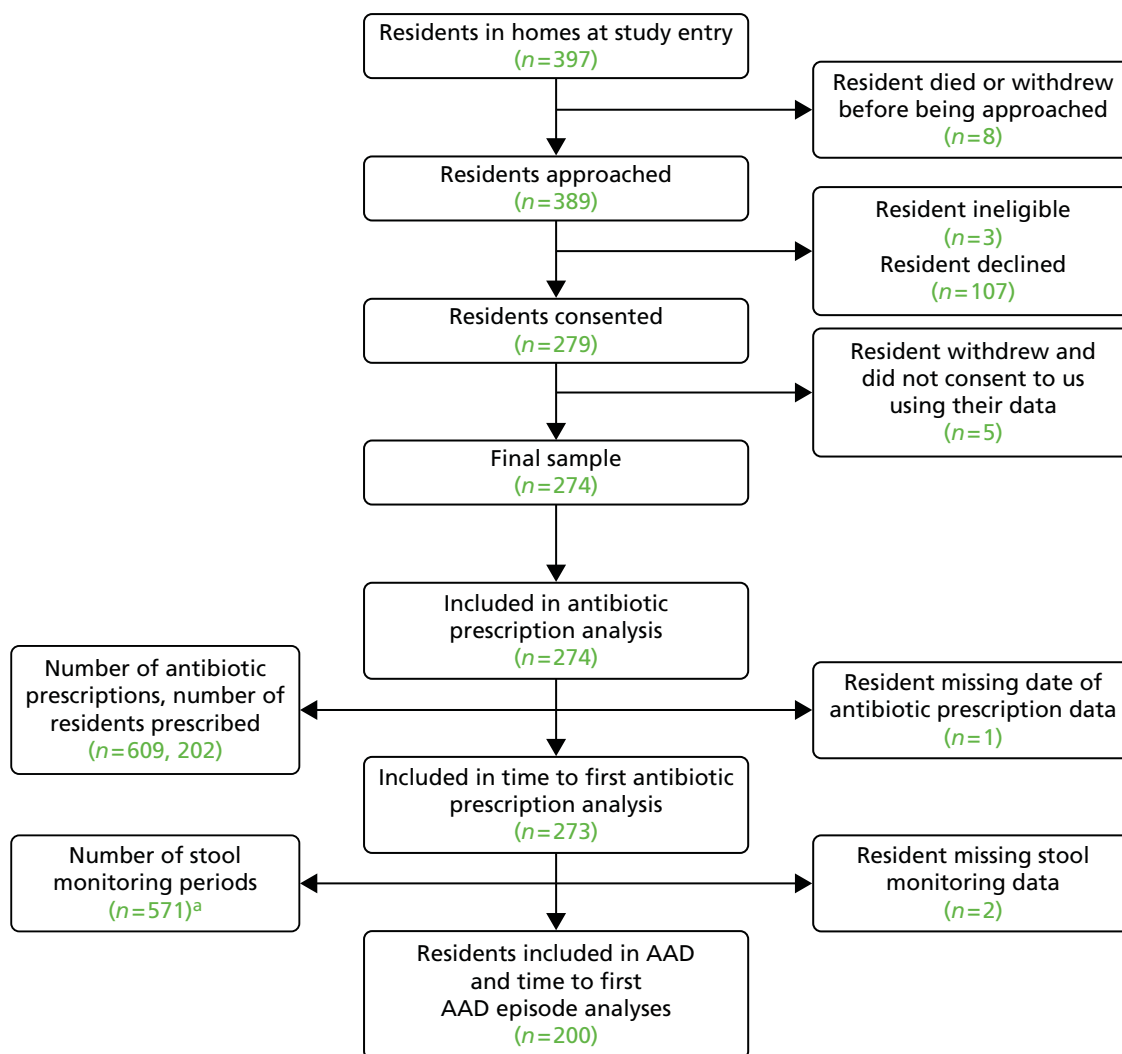 Residents in homes at study entry
(n=397)
Resident died or withdrew
before being approached
(n=8)
Residents approached
(n=389)
Resident ineligible
(n=3)
Resident declined
(n=107)
Residents consented
(n=279)
Resident withdrew and
did not consent to us
using their data
(n=5)
Final sample
(n=274)
Included in antibiotic
prescription analysis
(n=274)
Number of antibiotic
prescriptions, number of
residents prescribed
(n=609, 202)
Resident missing date of
antibiotic prescription data
(n=1)
Included in time to first antibiotic
prescription analysis
(n=273)
Number of stool
monitoring periods
(n=571)ᵃ
Resident missing stool
monitoring data
(n=2)
Residents included in AAD
and time to first
AAD episode analyses
(n=200)